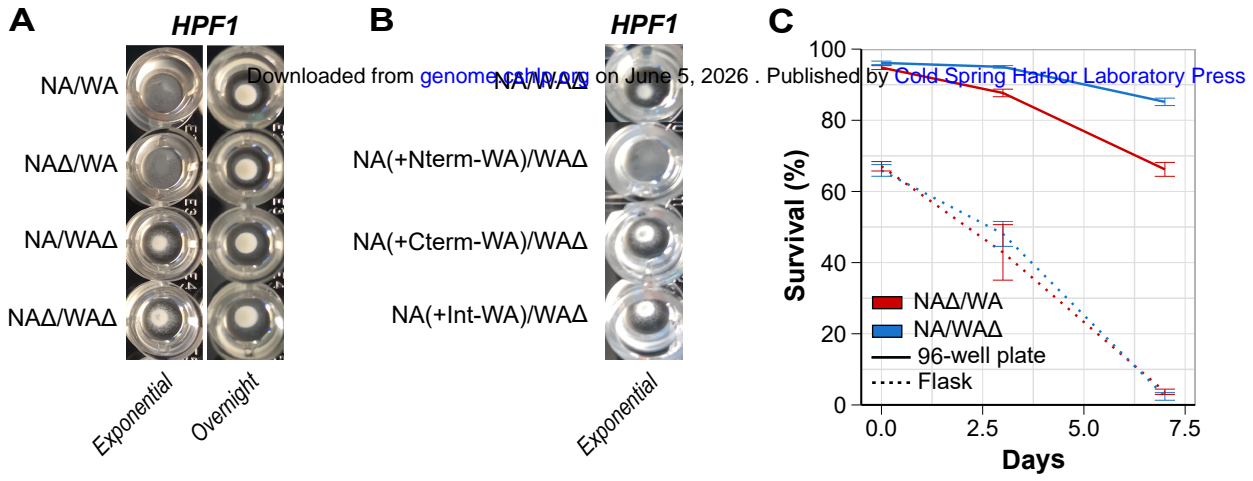 A
HPF1
NA/WA
NAΔ/WA
NA/WAΔ
NAΔ/WAΔ
Exponential
Overnight
B
HPF1
Downloaded from genome.cshlp.org on June 5, 2026 . Published by Cold Spring Harbor Laboratory Press
NA/WAΔ
NA(+Nterm-WA)/WAΔ
NA(+Cterm-WA)/WAΔ
NA(+Int-WA)/WAΔ
Exponential
C
Survival (%)
100
80
60
40
20
0
NAΔ/WA
NA/WAΔ
96-well plate
Flask
0.0 2.5 5.0 7.5
Days